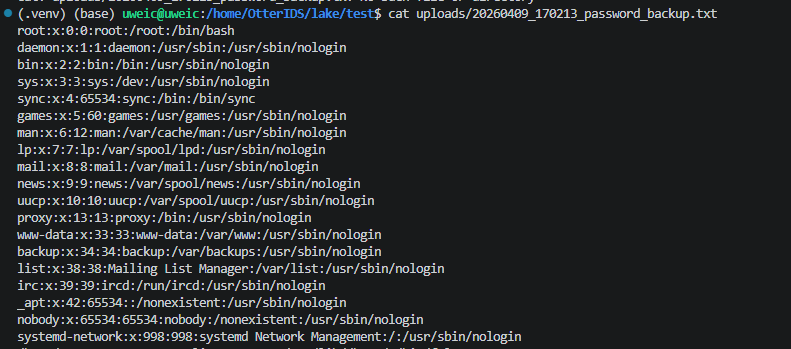 (.venv) (base) uweic@uweic:/home/OtterIDS/lake/test$ cat uploads/20260409_170213_password_backup.txt
root:x:0:0:root:/root:/bin/bash
daemon:x:1:1:daemon:/usr/sbin:/usr/sbin/nologin
bin:x:2:2:bin:/bin:/usr/sbin/nologin
sys:x:3:3:sys:/dev:/usr/sbin/nologin
sync:x:4:65534:sync:/bin:/bin/sync
games:x:5:60:games:/usr/games:/usr/sbin/nologin
man:x:6:12:man:/var/cache/man:/usr/sbin/nologin
lp:x:7:7:lp:/var/spool/lpd:/usr/sbin/nologin
mail:x:8:8:mail:/var/mail:/usr/sbin/nologin
news:x:9:9:news:/var/spool/news:/usr/sbin/nologin
uucp:x:10:10:uucp:/var/spool/uucp:/usr/sbin/nologin
proxy:x:13:13:proxy:/bin:/usr/sbin/nologin
www-data:x:33:33:www-data:/var/www:/usr/sbin/nologin
backup:x:34:34:backup:/var/backups:/usr/sbin/nologin
list:x:38:38:Mailing List Manager:/var/list:/usr/sbin/nologin
irc:x:39:39:ircd:/run/ircd:/usr/sbin/nologin
_apt:x:42:65534::/nonexistent:/usr/sbin/nologin
nobody:x:65534:65534:nobody:/nonexistent:/usr/sbin/nologin
systemd-network:x:998:998:systemd Network Management:/:/usr/sbin/nologin